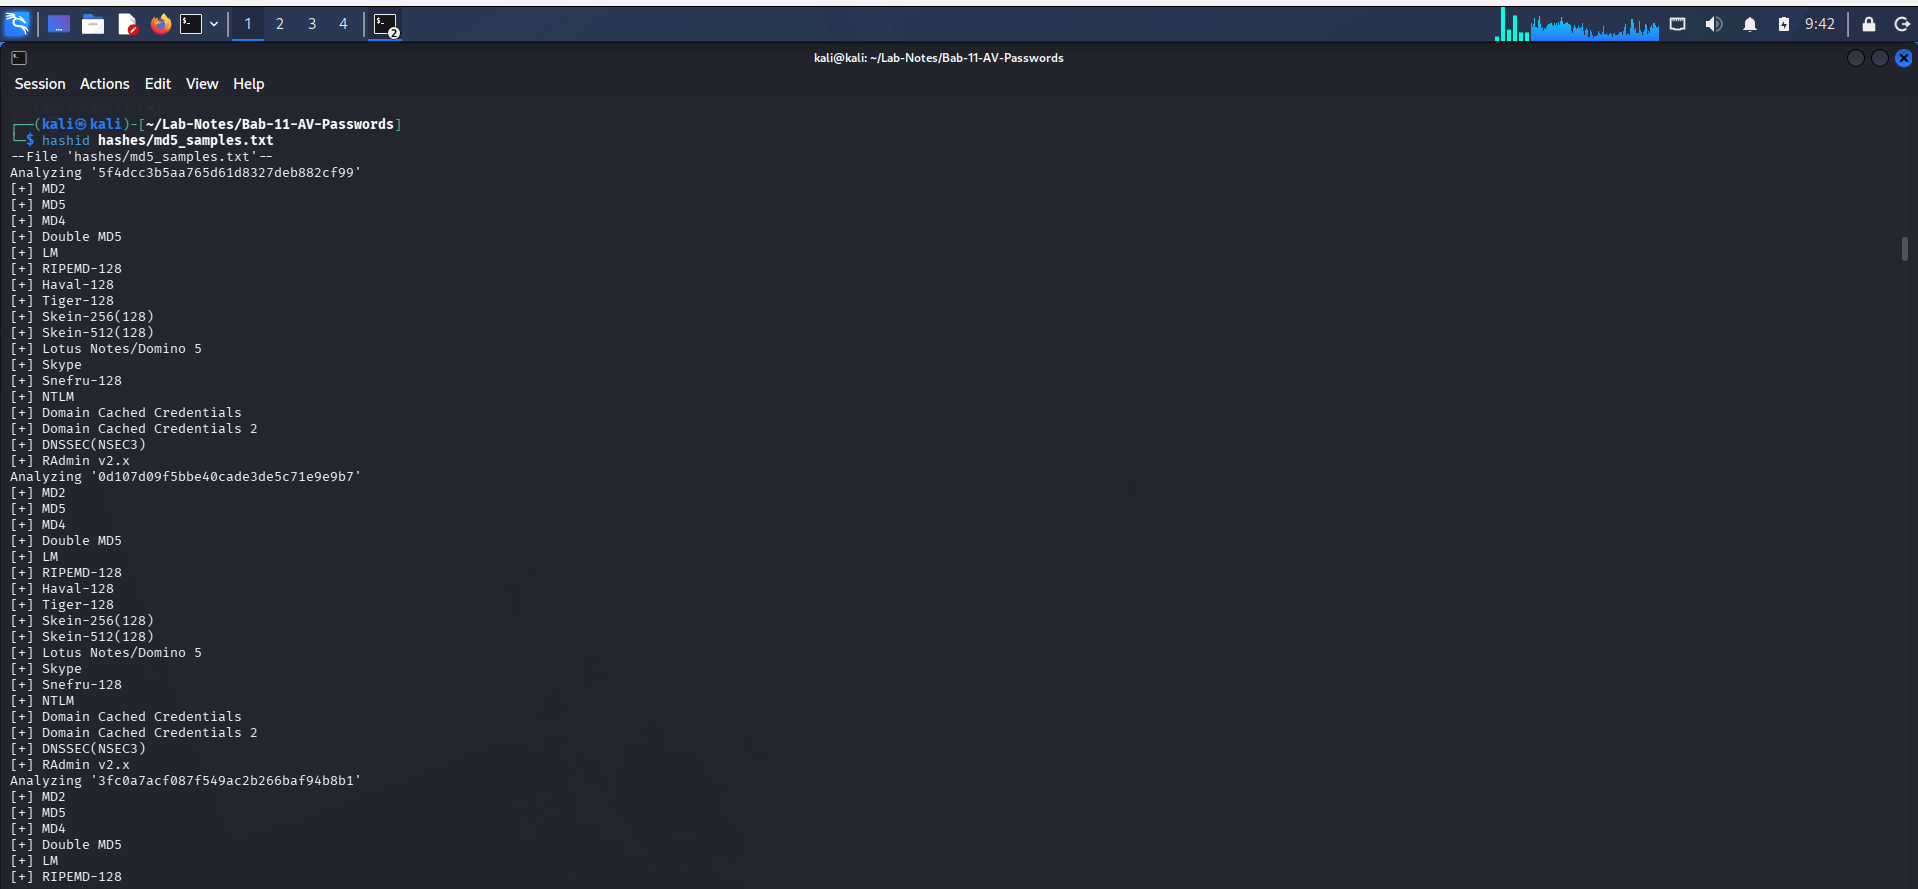 1 2 3 4 2 9:42
kali@kali: ~/Lab-Notes/Bab-11-AV-Passwords
Session Actions Edit View Help
┌──(kali㉿kali)-[~/Lab-Notes/Bab-11-AV-Passwords]
└─$ hashid hashes/md5_samples.txt
--File 'hashes/md5_samples.txt'--
Analyzing '5f4dcc3b5aa765d61d8327deb882cf99'
[+] MD2
[+] MD5
[+] MD4
[+] Double MD5
[+] LM
[+] RIPEMD-128
[+] Haval-128
[+] Tiger-128
[+] Skein-256(128)
[+] Skein-512(128)
[+] Lotus Notes/Domino 5
[+] Skype
[+] Snefru-128
[+] NTLM
[+] Domain Cached Credentials
[+] Domain Cached Credentials 2
[+] DNSSEC(NSEC3)
[+] RAdmin v2.x
Analyzing '0d107d09f5bbe40cade3de5c71e9e9b7'
[+] MD2
[+] MD5
[+] MD4
[+] Double MD5
[+] LM
[+] RIPEMD-128
[+] Haval-128
[+] Tiger-128
[+] Skein-256(128)
[+] Skein-512(128)
[+] Lotus Notes/Domino 5
[+] Skype
[+] Snefru-128
[+] NTLM
[+] Domain Cached Credentials
[+] Domain Cached Credentials 2
[+] DNSSEC(NSEC3)
[+] RAdmin v2.x
Analyzing '3fc0a7acf087f549ac2b266baf94b8b1'
[+] MD2
[+] MD5
[+] MD4
[+] Double MD5
[+] LM
[+] RIPEMD-128